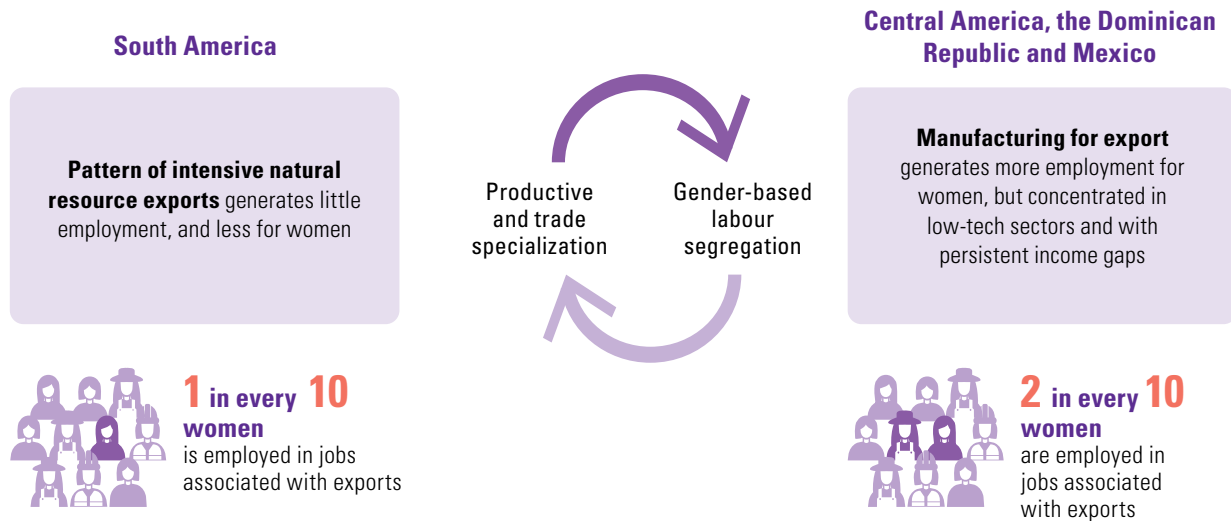 South America
Pattern of intensive natural
resource exports generates little
employment, and less for women
1 in every 10
women
is employed in jobs
associated with exports
Productive
and trade
specialization
Gender-based
labour
segregation
Central America, the Dominican
Republic and Mexico
Manufacturing for export
generates more employment for
women, but concentrated in
low-tech sectors and with
persistent income gaps
2 in every 10
women
are employed in
jobs associated
with exports